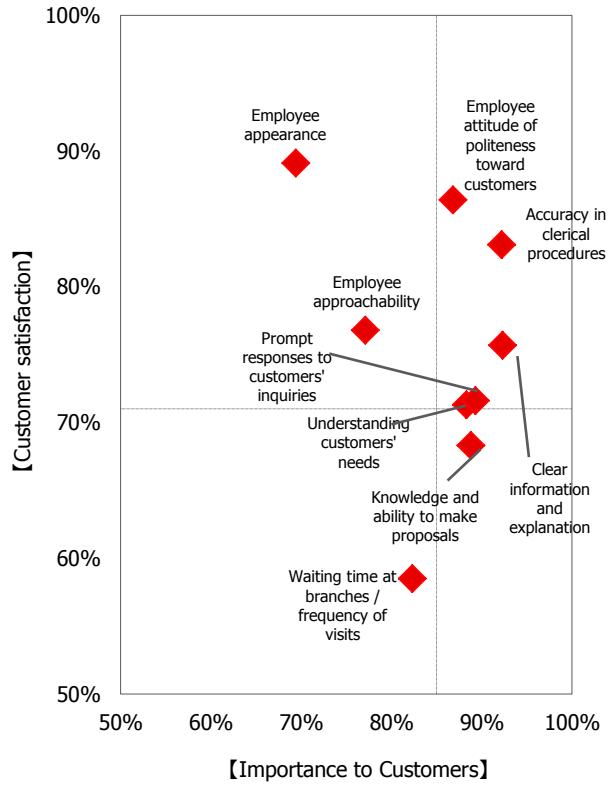 100%
90%
80%
70%
60%
50%
【Customer satisfaction】
Employee
appearance
Employee
attitude of
politeness
toward
customers
Accuracy in
clerical
procedures
Employee
approachability
Prompt
responses to
customers'
inquiries
Understanding
customers'
needs
Knowledge and
ability to make
proposals
Clear
information
and
explanation
Waiting time at
branches /
frequency of
visits
50%
60%
70%
80%
90%
100%
【Importance to Customers】